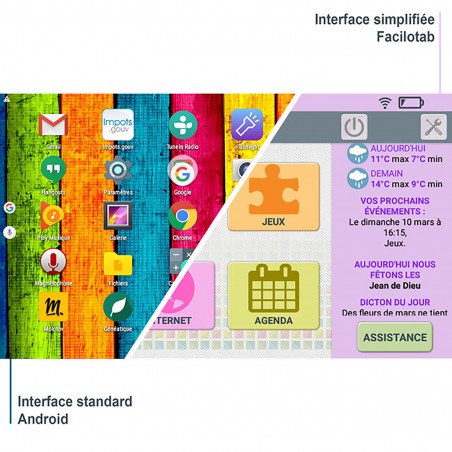 Interface simplifiée
Facilotab
Impots
.gouv
Gmail
Impots.gouv
TuneIn Radio
Flashlight
Hangouts
Paramètres
Google
Play Musique
Galerie
Chrome
Magnétophone
Fichiers
Molotov
Généatique
JEUX
INTERNET
AGENDA
AUJOURD'HUI
11°C max 7°C min
DEMAIN
14°C max 9°C min
VOS PROCHAINS
ÉVÉNEMENTS :
Le dimanche 10 mars à
16:15,
Jeux.
AUJOURD'HUI NOUS
FÊTONS LES
Jean de Dieu
DICTON DU JOUR
Des fleurs de mars ne tient
ASSISTANCE
Interface standard
Android